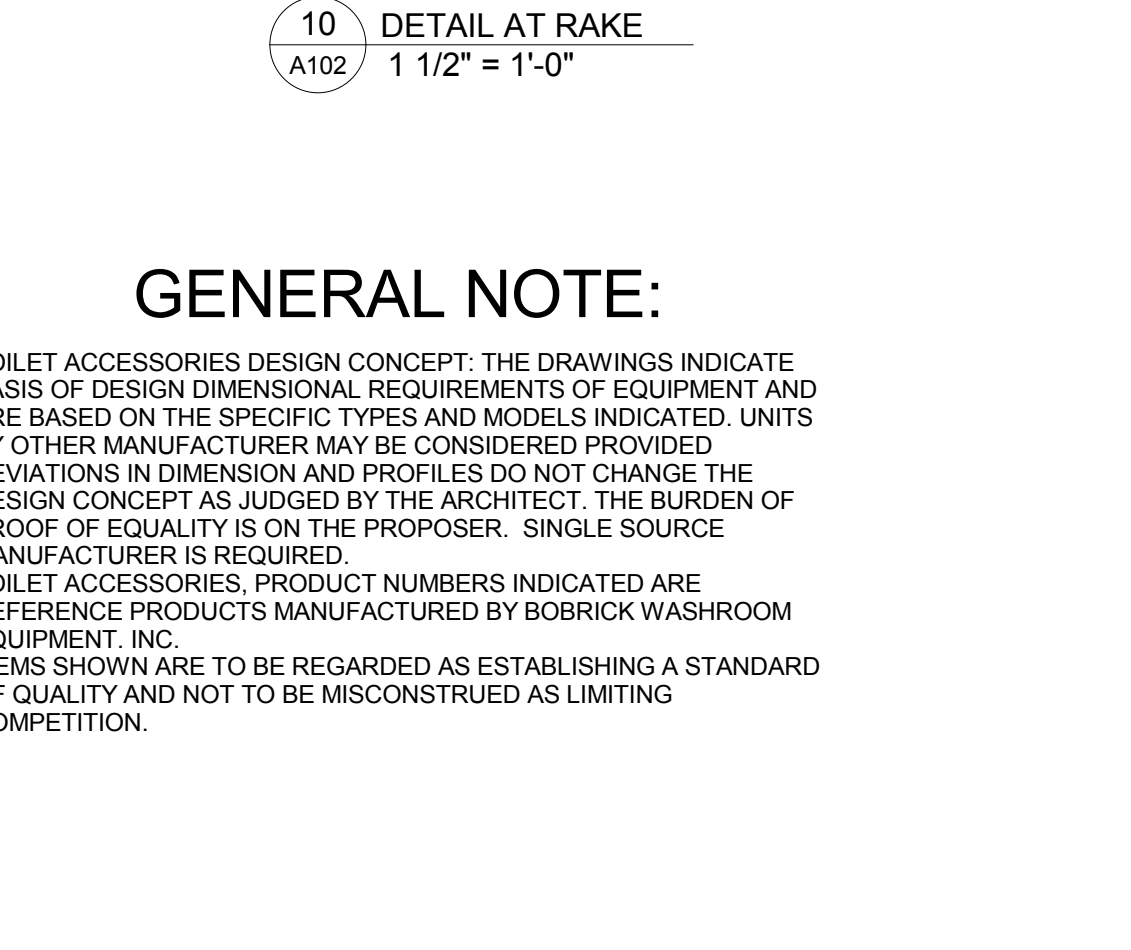 10 DETAIL AT RAKE
A102 1 1/2" = 1'-0"
GENERAL NOTE:
OILET ACCESSORIES DESIGN CONCEPT: THE DRAWINGS INDICATE
ASIS OF DESIGN DIMENSIONAL REQUIREMENTS OF EQUIPMENT AND
RE BASED ON THE SPECIFIC TYPES AND MODELS INDICATED. UNITS
Y OTHER MANUFACTURER MAY BE CONSIDERED PROVIDED
EVIATIONS IN DIMENSION AND PROFILES DO NOT CHANGE THE
ESIGN CONCEPT AS JUDGED BY THE ARCHITECT. THE BURDEN OF
ROOF OF EQUALITY IS ON THE PROPOSER.  SINGLE SOURCE
ANUFACTURER IS REQUIRED.
OILET ACCESSORIES, PRODUCT NUMBERS INDICATED ARE
EFERENCE PRODUCTS MANUFACTURED BY BOBRICK WASHROOM
QUIPMENT. INC.
EMS SHOWN ARE TO BE REGARDED AS ESTABLISHING A STANDARD
F QUALITY AND NOT TO BE MISCONSTRUED AS LIMITING
OMPETITION.